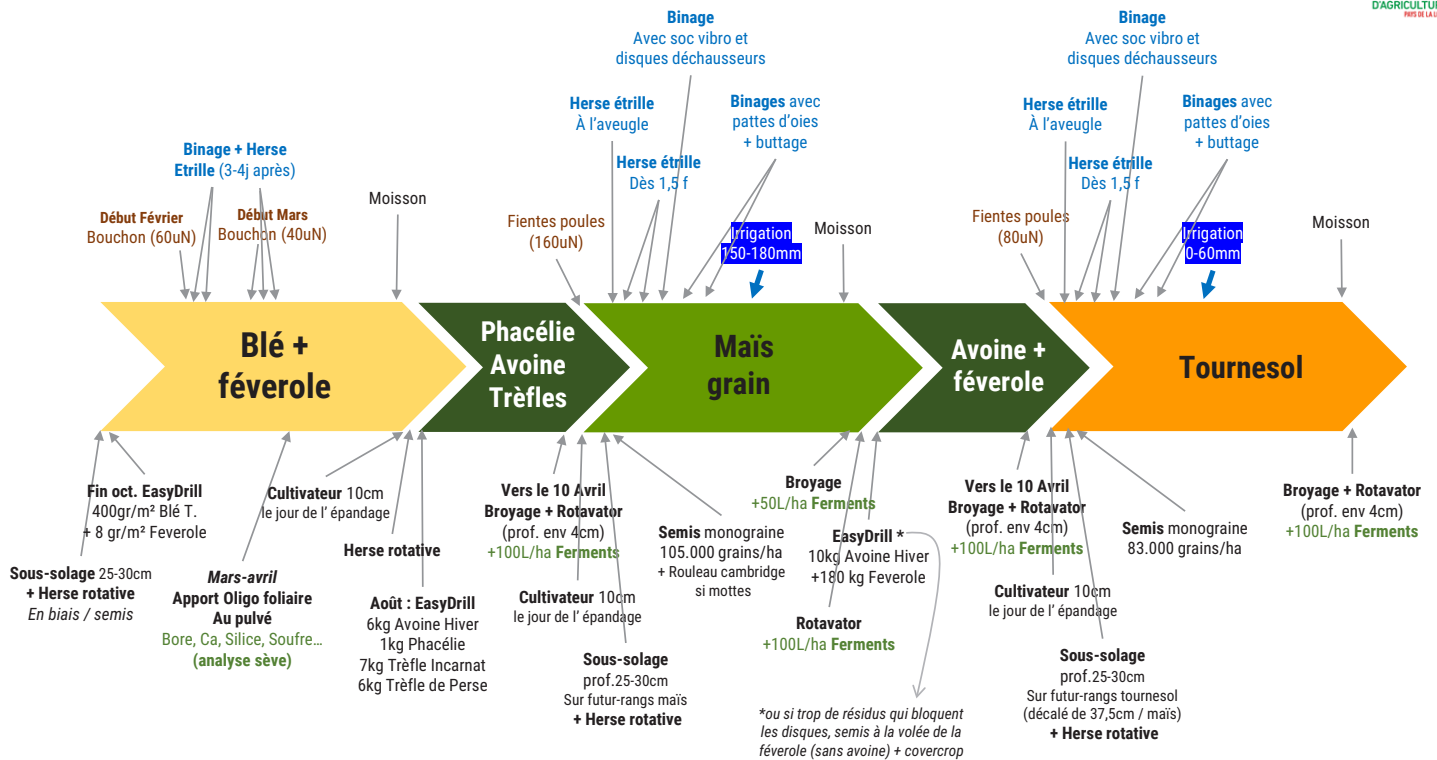 D'AGRICULTU
PAYS DE LA
Binage
Avec soc vibro et
disques déchausseurs
Herse étrille
À l'aveugle
Herse étrille
Dès 1,5 f
Binages avec
pattes d'oies
+ buttage
Binage
Avec soc vibro et
disques déchausseurs
Herse étrille
À l'aveugle
Herse étrille
Dès 1,5 f
Binages avec
pattes d'oies
+ buttage
Binage + Herse
Etrille (3-4j après)
Début Février
Bouchon (60uN)
Début Mars
Bouchon (40uN)
Moisson
Fientes poules
(160uN)
Irrigation
150-180mm
Moisson
Fientes poules
(80uN)
Irrigation
0-60mm
Moisson
Blé +
féverole
Phacélie
Avoine
Trèfles
Maïs
grain
Avoine +
féverole
Tournesol
Fin oct. EasyDrill
400gr/m² Blé T.
+ 8 gr/m² Feverole
Sous-solage 25-30cm
+ Herse rotative
En biais / semis
Mars-avril
Apport Oligo foliaire
Au pulvé
Bore, Ca, Silice, Soufre…
(analyse sève)
Cultivateur 10cm
le jour de l' épandage
Herse rotative
Août : EasyDrill
6kg Avoine Hiver
1kg Phacélie
7kg Trèfle Incarnat
6kg Trèfle de Perse
Vers le 10 Avril
Broyage + Rotavator
(prof. env 4cm)
+100L/ha Ferments
Cultivateur 10cm
le jour de l' épandage
Sous-solage
prof.25-30cm
Sur futur-rangs maïs
+ Herse rotative
Semis monograine
105.000 grains/ha
+ Rouleau cambridge
si mottes
Broyage
+50L/ha Ferments
Rotavator
+100L/ha Ferments
EasyDrill *
10kg Avoine Hiver
+180 kg Feverole
*ou si trop de résidus qui bloquent
les disques, semis à la volée de la
féverole (sans avoine) + covercrop
Vers le 10 Avril
Broyage + Rotavator
(prof. env 4cm)
+100L/ha Ferments
Cultivateur 10cm
le jour de l' épandage
Sous-solage
prof.25-30cm
Sur futur-rangs tournesol
(décalé de 37,5cm / maïs)
+ Herse rotative
Semis monograine
83.000 grains/ha
Broyage + Rotavator
(prof. env 4cm)
+100L/ha Ferments